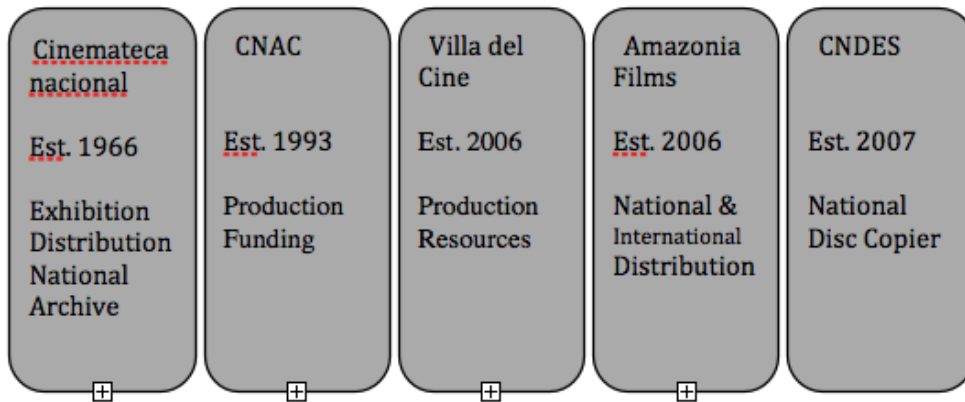 Cinemateca
nacional
Est. 1966
Exhibition
Distribution
National
Archive
CNAC
Est. 1993
Production
Funding
Villa del
Cine
Est. 2006
Production
Resources
Amazonia
Films
Est. 2006
National &
International
Distribution
CNDES
Est. 2007
National
Disc Copier